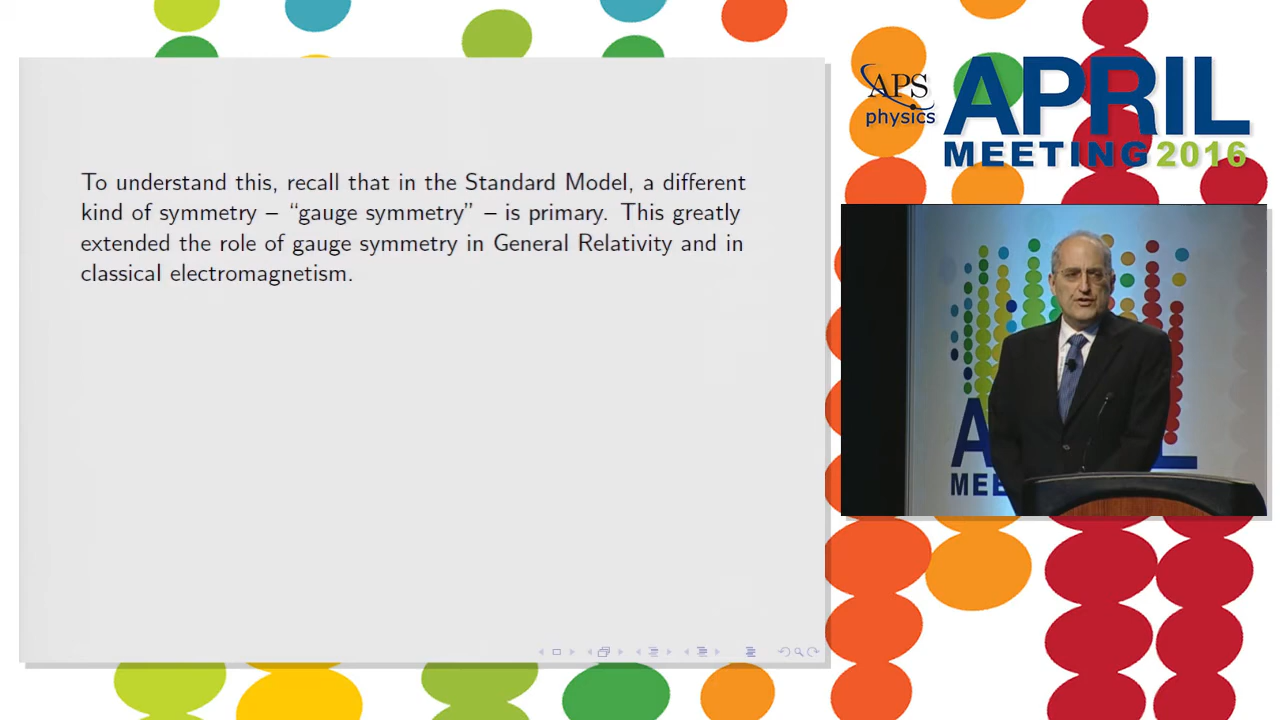 To understand this, recall that in the Standard Model, a different
kind of symmetry – “gauge symmetry” – is primary. This greatly
extended the role of gauge symmetry in General Relativity and in
classical electromagnetism.
APS
physics
APRIL
MEETING 2016
A L
MEE